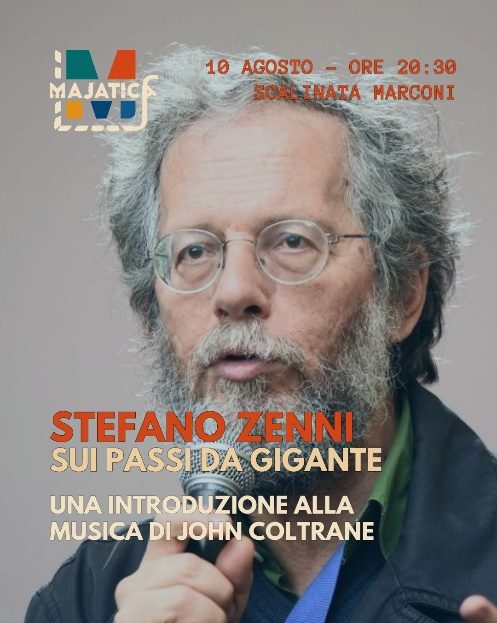 MAJATICA
10 AGOSTO - ORE 20:30
SCALINATA MARCONI
STEFANO ZENNI
SUI PASSI DA GIGANTE
UNA INTRODUZIONE ALLA
MUSICA DI JOHN COLTRANE